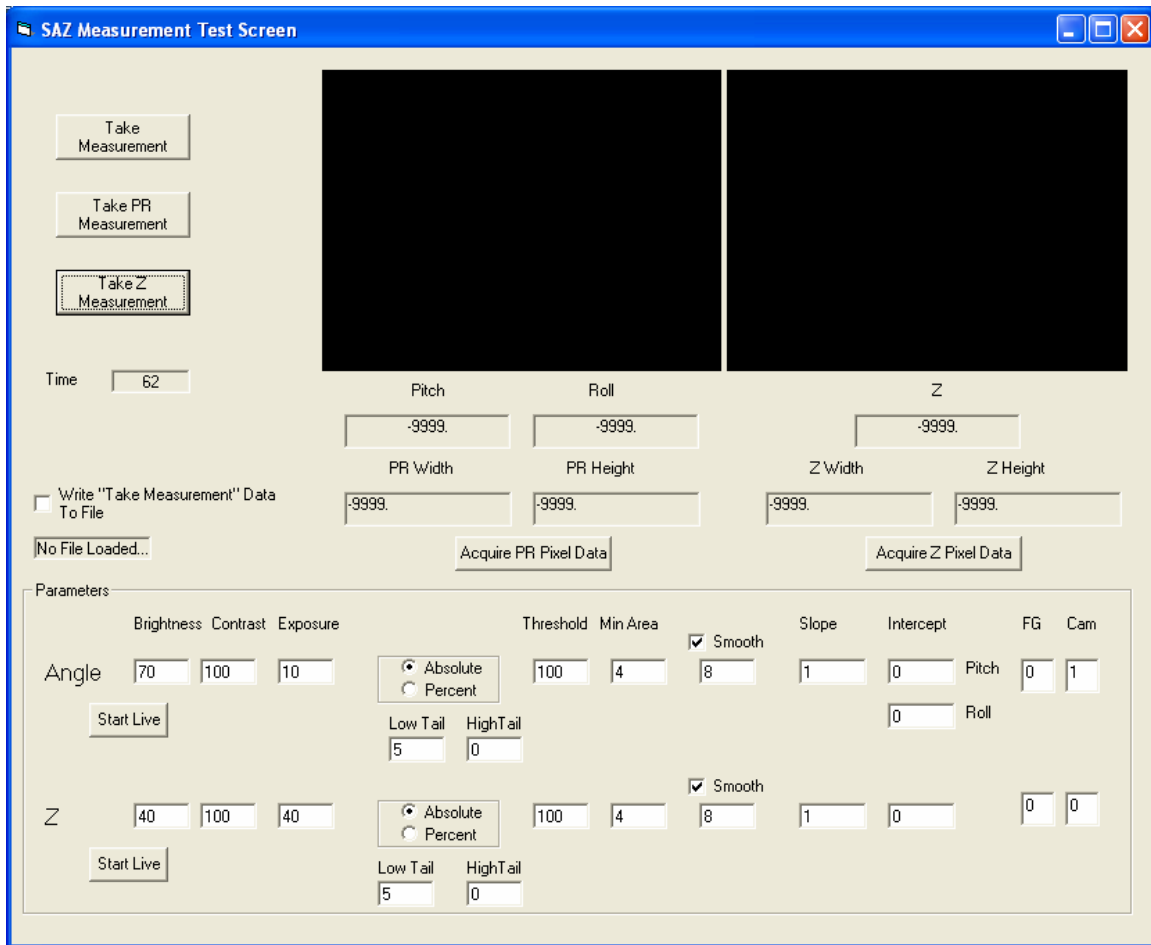 SAZ Measurement Test Screen
Take
Measurement
Take PR
Measurement
Take Z
Measurement
Time 62
Pitch Roll Z
-9999. -9999. -9999.
PR Width PR Height Z Width Z Height
-9999. -9999. -9999. -9999.
Write "Take Measurement" Data
To File
No File Loaded...
Acquire PR Pixel Data Acquire Z Pixel Data
Parameters
Brightness Contrast Exposure Threshold Min Area Smooth Slope Intercept FG Cam
Angle 70 100 10 Absolute 100 4 8 1 0 Pitch 0 1
Percent
Start Live 0 Roll
Low Tail HighTail
5 0
Smooth
Z 40 100 40 Absolute 100 4 8 1 0 0 0
Percent
Start Live
Low Tail HighTail
5 0